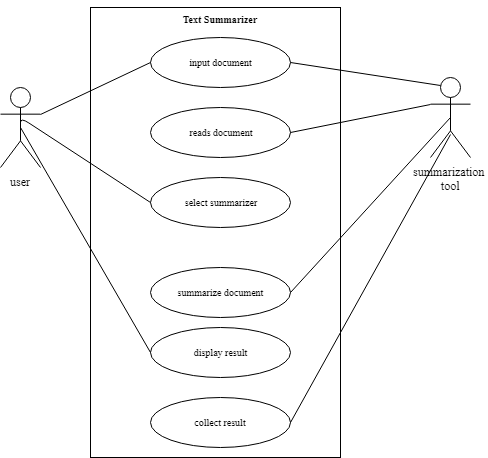 Text Summarizer
input document
reads document
user
summarization
tool
select summarizer
summarize document
display result
collect result